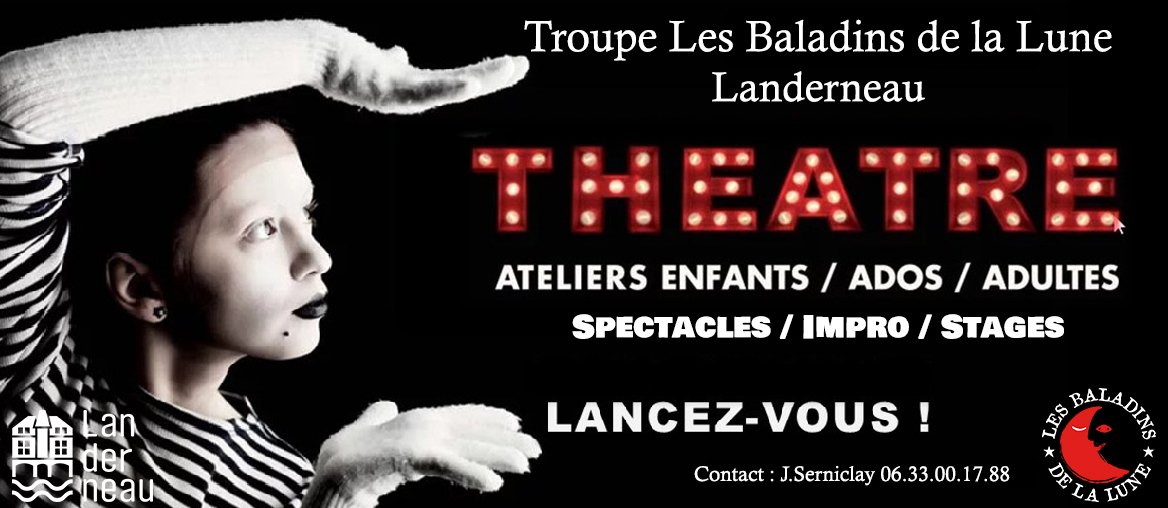 Troupe Les Baladins de la Lune
Landerneau
THEATRE
ATELIERS ENFANTS / ADOS / ADULTES
SPECTACLES / IMPRO / STAGES
LANCEZ-VOUS !
Contact : J.Serniclay 06.33.00.17.88
Lan
der
neau
LES BALADINS
DE LA LUNE